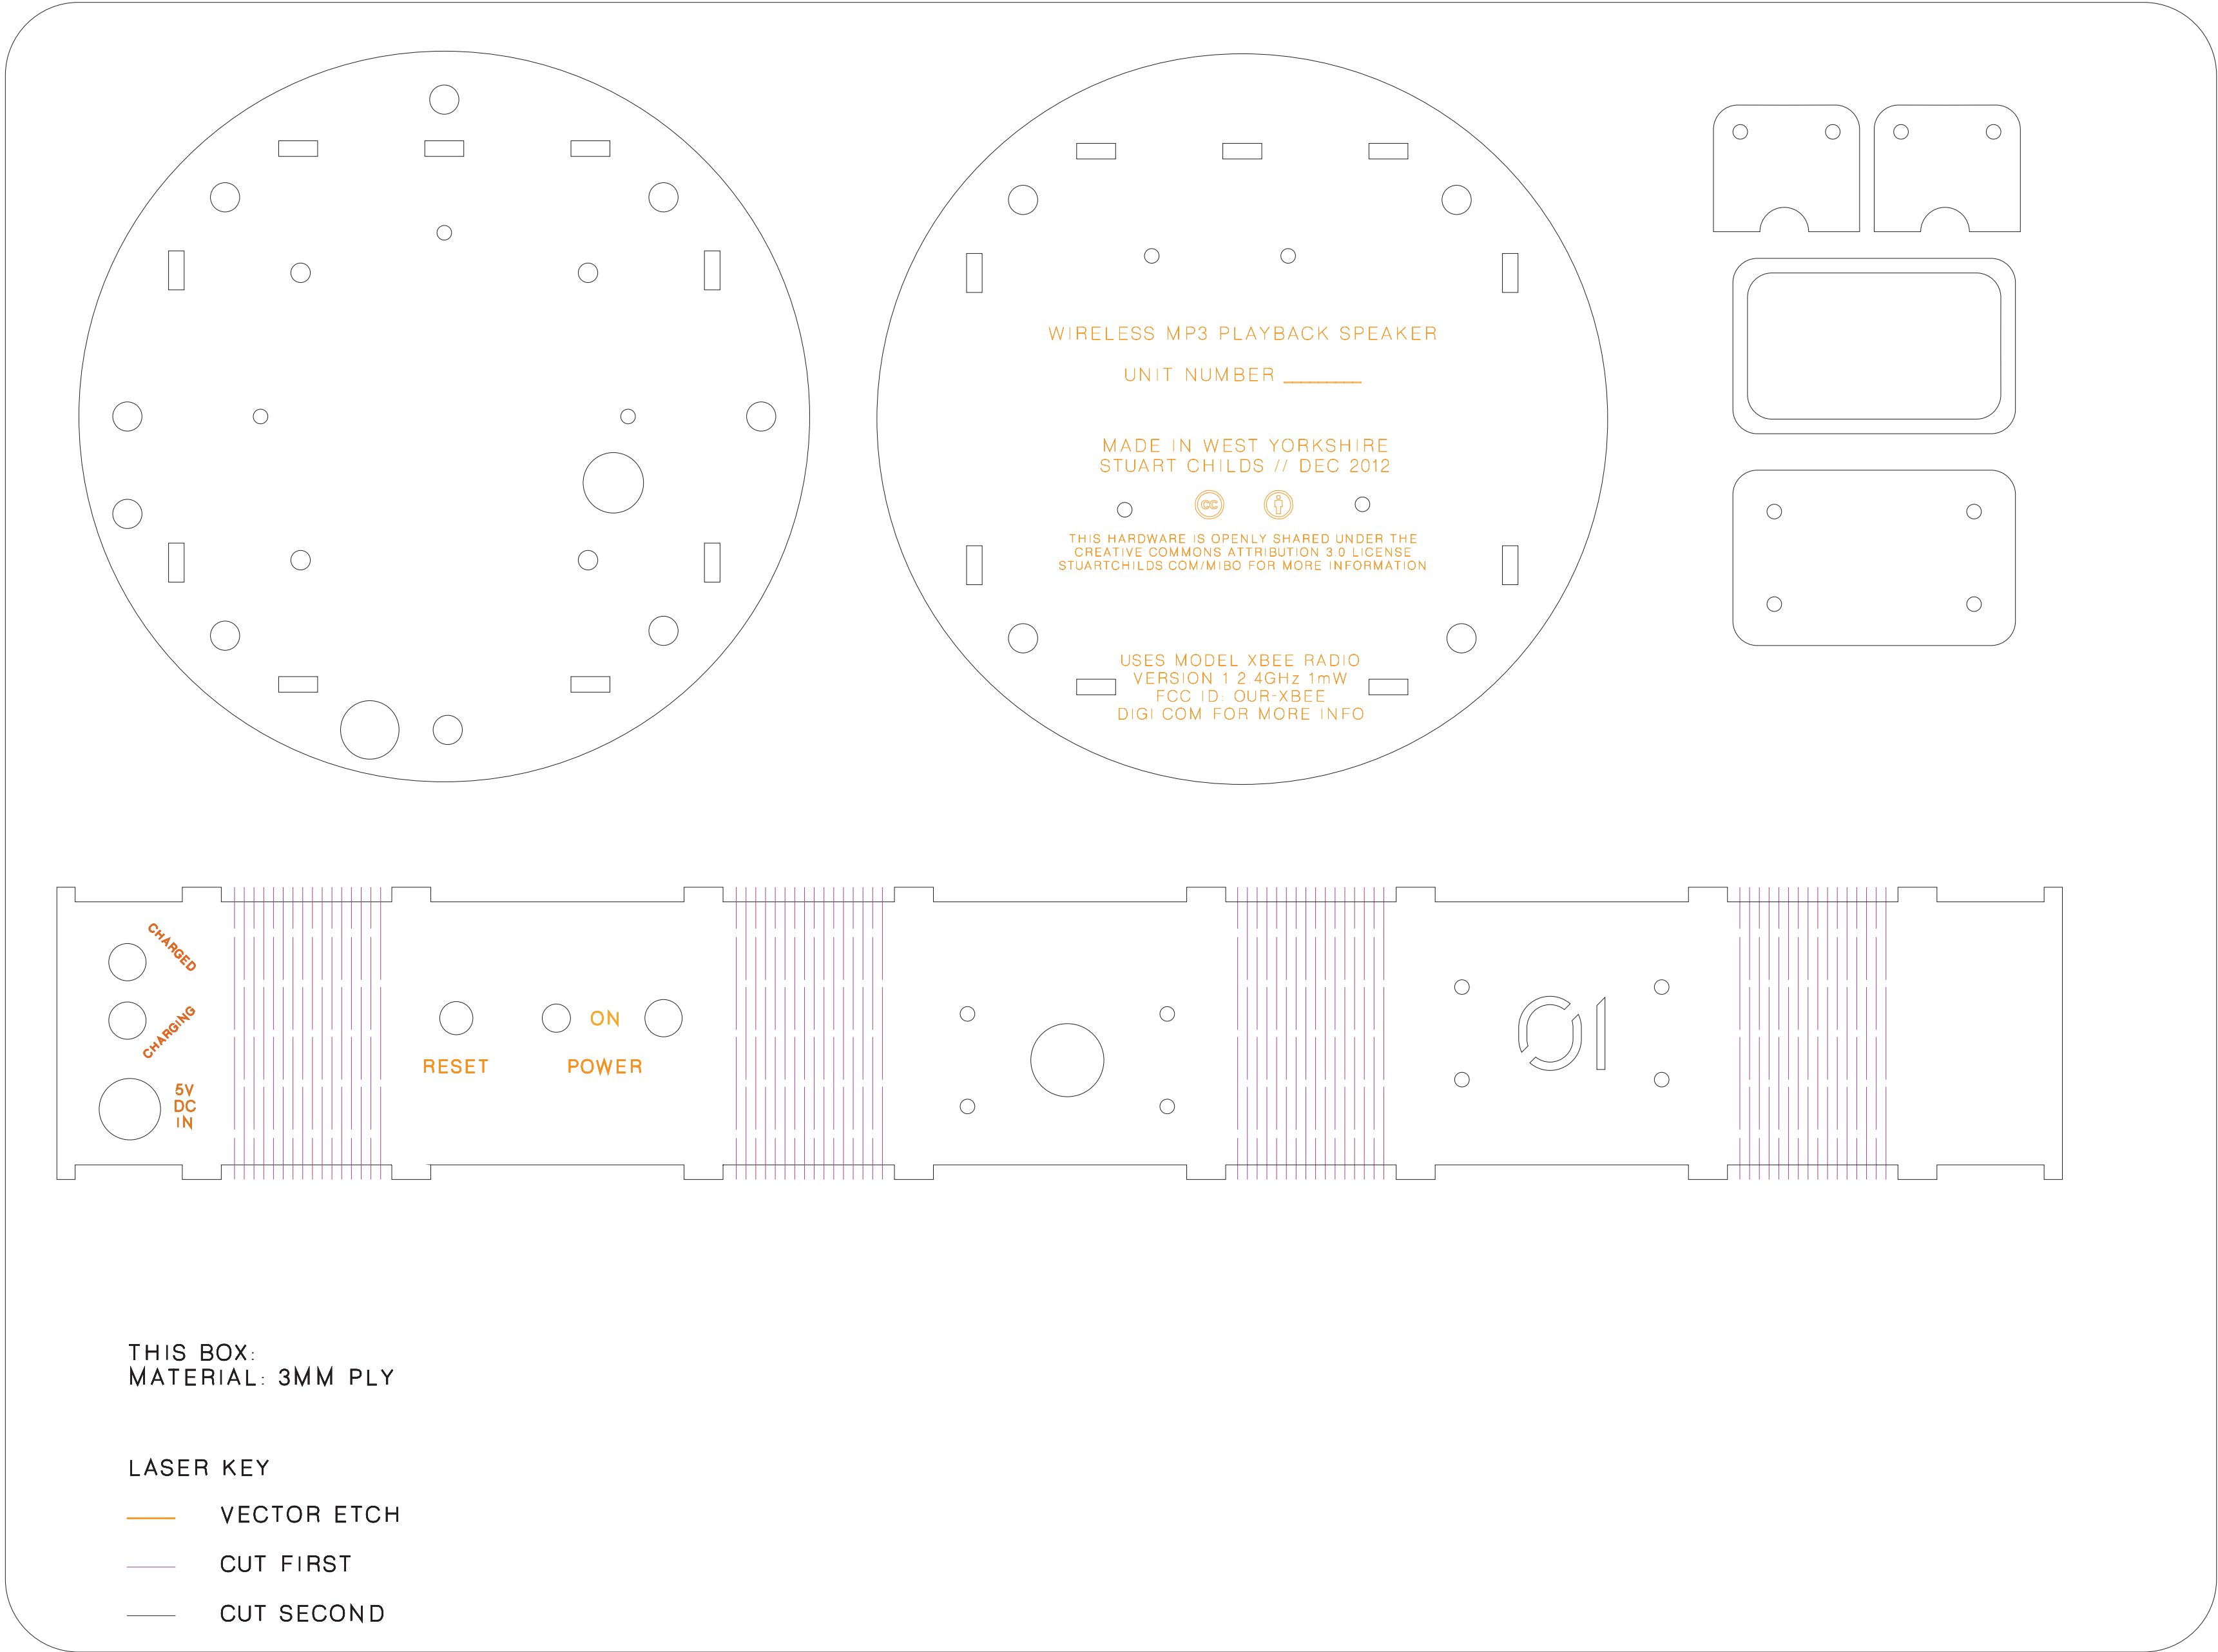 WIRELESS MP3 PLAYBACK SPEAKER
UNIT NUMBER ________
MADE IN WEST YORKSHIRE
STUART CHILDS // DEC 2012
CC
THIS HARDWARE IS OPENLY SHARED UNDER THE
CREATIVE COMMONS ATTRIBUTION 3.0 LICENSE
STUARTCHILDS.COM/MIBO FOR MORE INFORMATION
USES MODEL XBEE RADIO
VERSION 1 2.4GHz 1mW
FCC ID: OUR-XBEE
DIGI.COM FOR MORE INFO
CHARGED
CHARGING
5V
DC
IN
RESET
ON
POWER
01
THIS BOX:
MATERIAL: 3MM PLY
LASER KEY
VECTOR ETCH
CUT FIRST
CUT SECOND